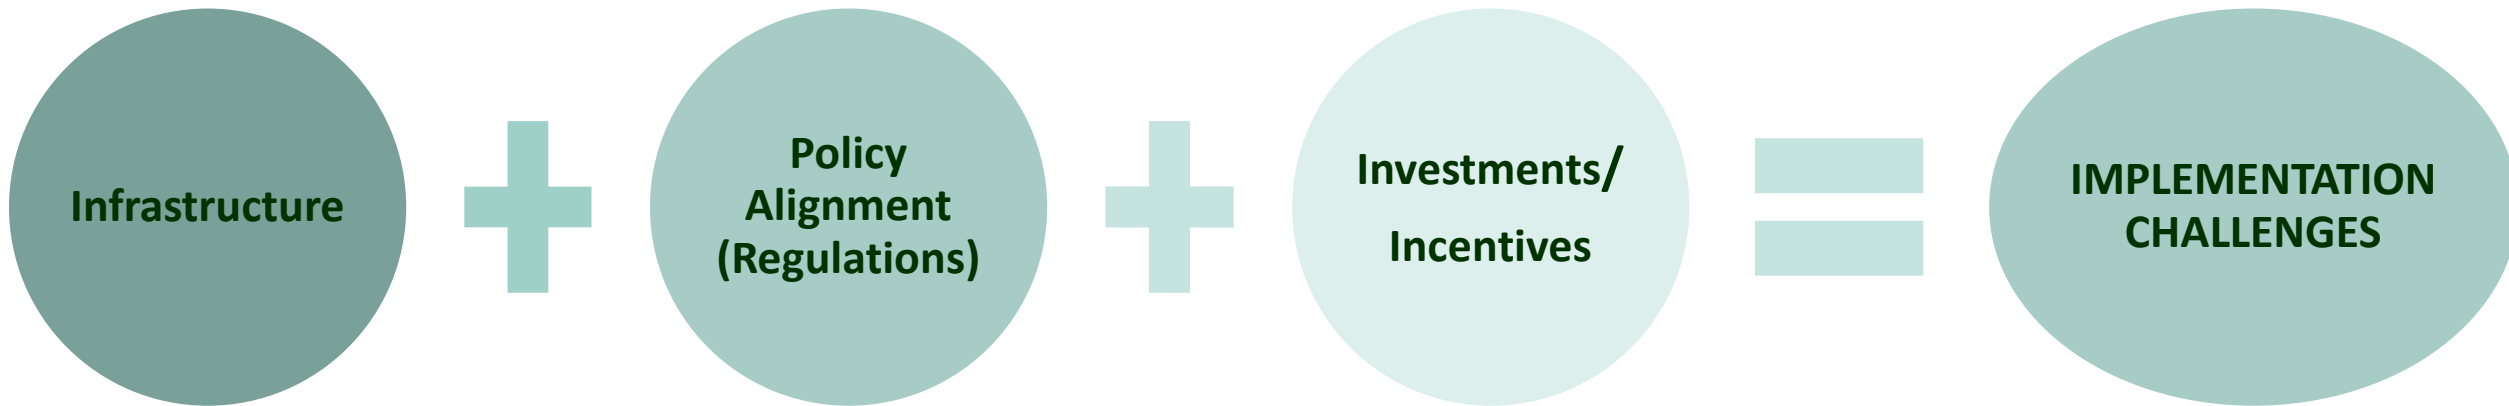 Infrastructure
Policy
Alignment
(Regulations)
Investments/
Incentives
IMPLEMENTATION
CHALLENGES